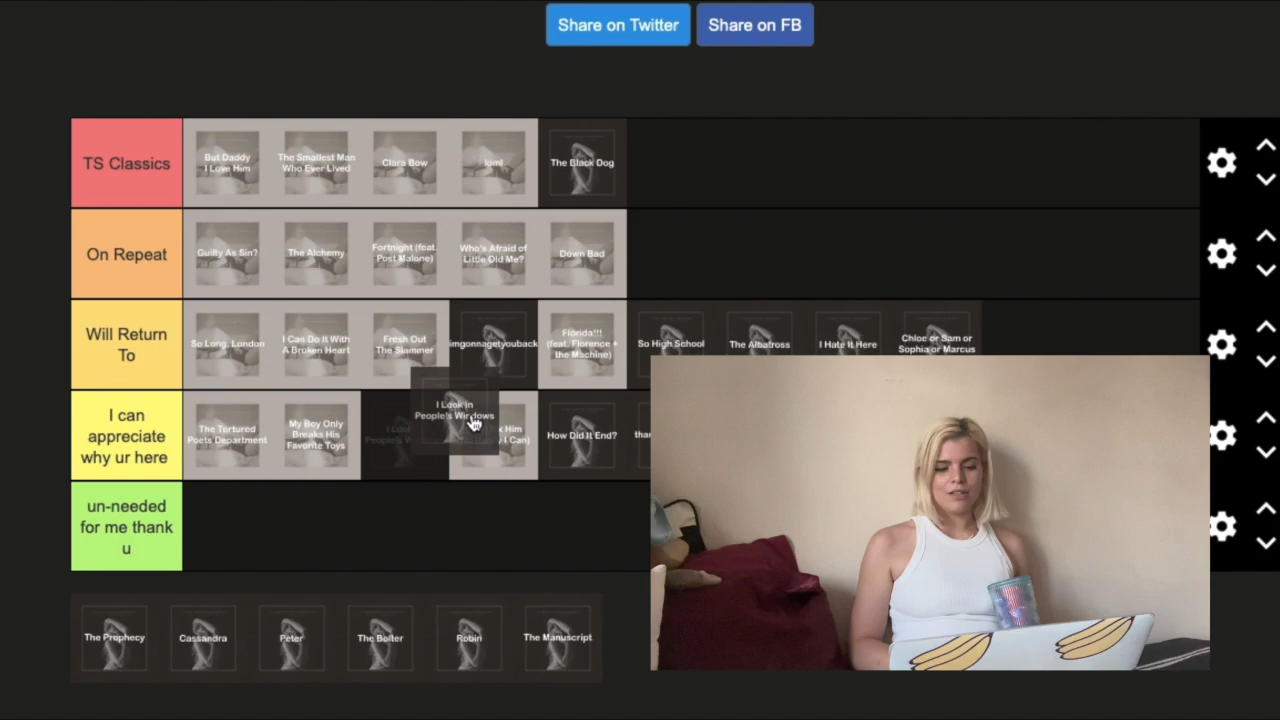 Share on Twitter
Share on FB
TS Classics
But Daddy
I Love Him
The Smallest Man
Who Ever Lived
Clara Bow
loml
The Black Dog
On Repeat
Guilty As Sin?
The Alchemy
Fortnight (feat.
Post Malone)
Who's Afraid of
Little Old Me?
Down Bad
Will Return
To
So Long, London
I Can Do It With
A Broken Heart
Fresh Out
The Slammer
imgonnagetyouback
Florida!!!
(feat. Florence +
the Machine)
So High School
The Albatross
I Hate It Here
Chloe or Sam or
Sophia or Marcus
I can
appreciate
why ur here
The Tortured
Poets Department
My Boy Only
Breaks His
Favorite Toys
I Look in
People's Windows
Him
I Can)
How Did It End?
un-needed
for me thank
u
The Prophecy
Cassandra
Peter
The Bolter
Robin
The Manuscript